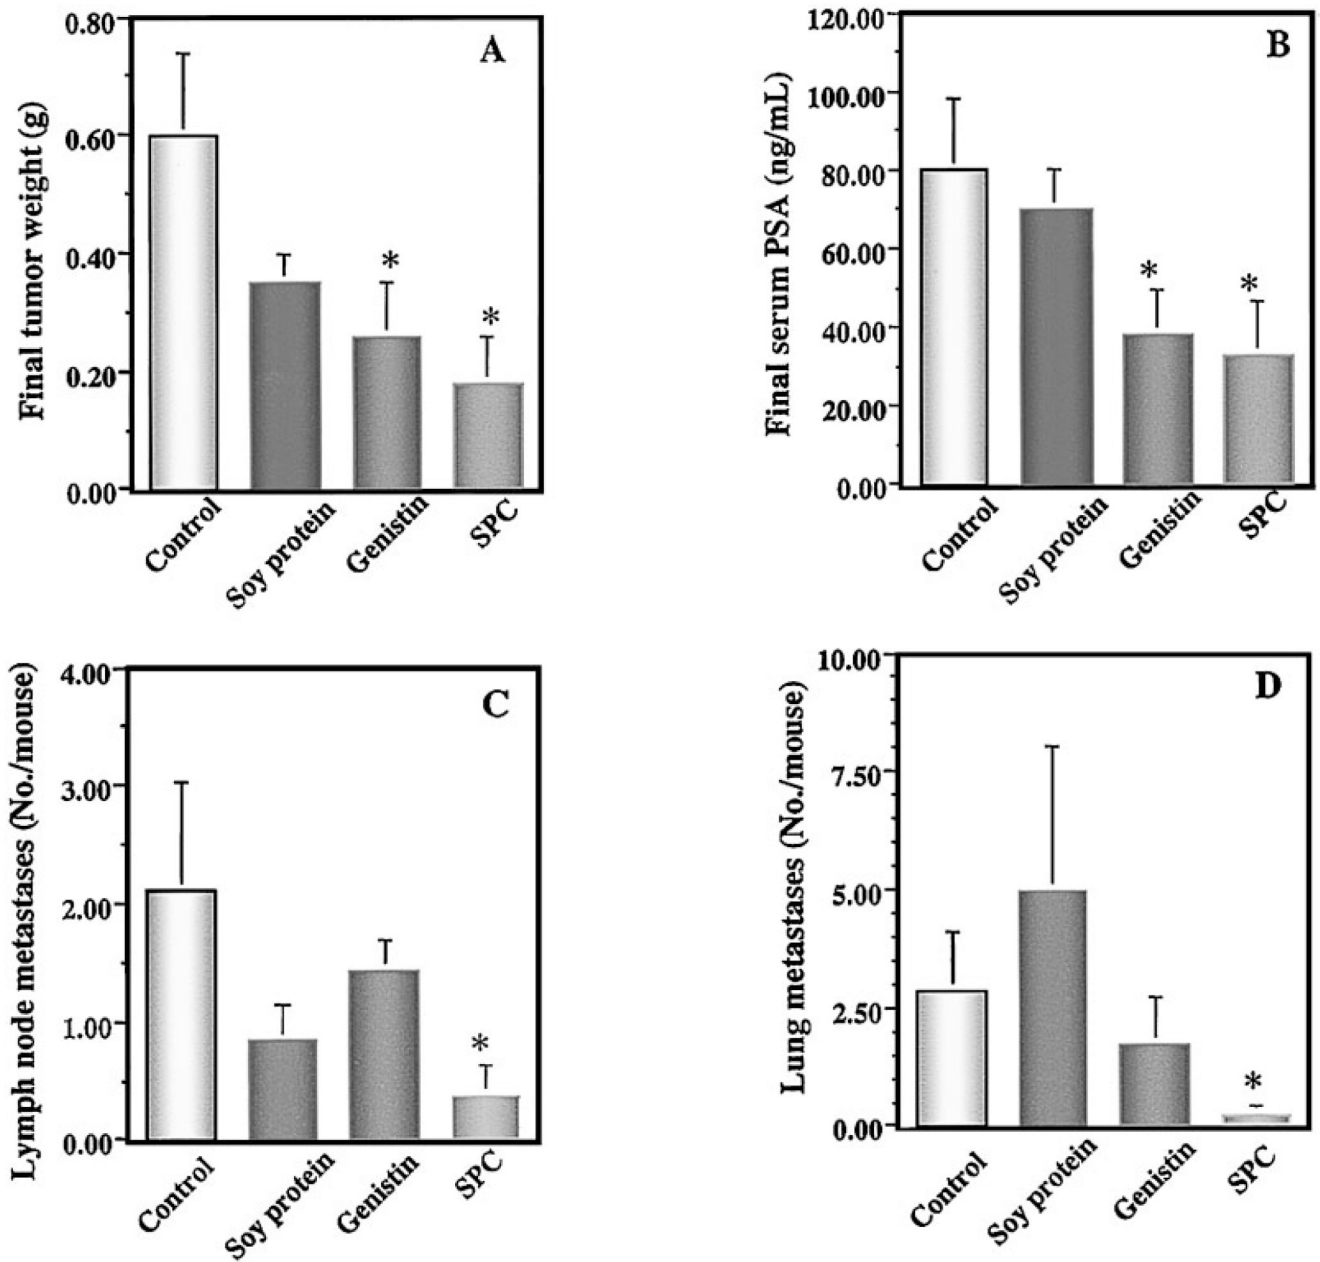 A
Final tumor weight (g)
0.80
0.60
0.40
0.20
0.00
*
*
Control
Soy protein
Genistin
SPC
B
Final serum PSA (ng/mL)
120.00
100.00
80.00
60.00
40.00
20.00
0.00
*
*
Control
Soy protein
Genistin
SPC
C
Lymph node metastases (No./mouse)
4.00
3.00
2.00
1.00
0.00
*
Control
Soy protein
Genistin
SPC
D
Lung metastases (No./mouse)
10.00
7.50
5.00
2.50
0.00
*
Control
Soy protein
Genistin
SPC